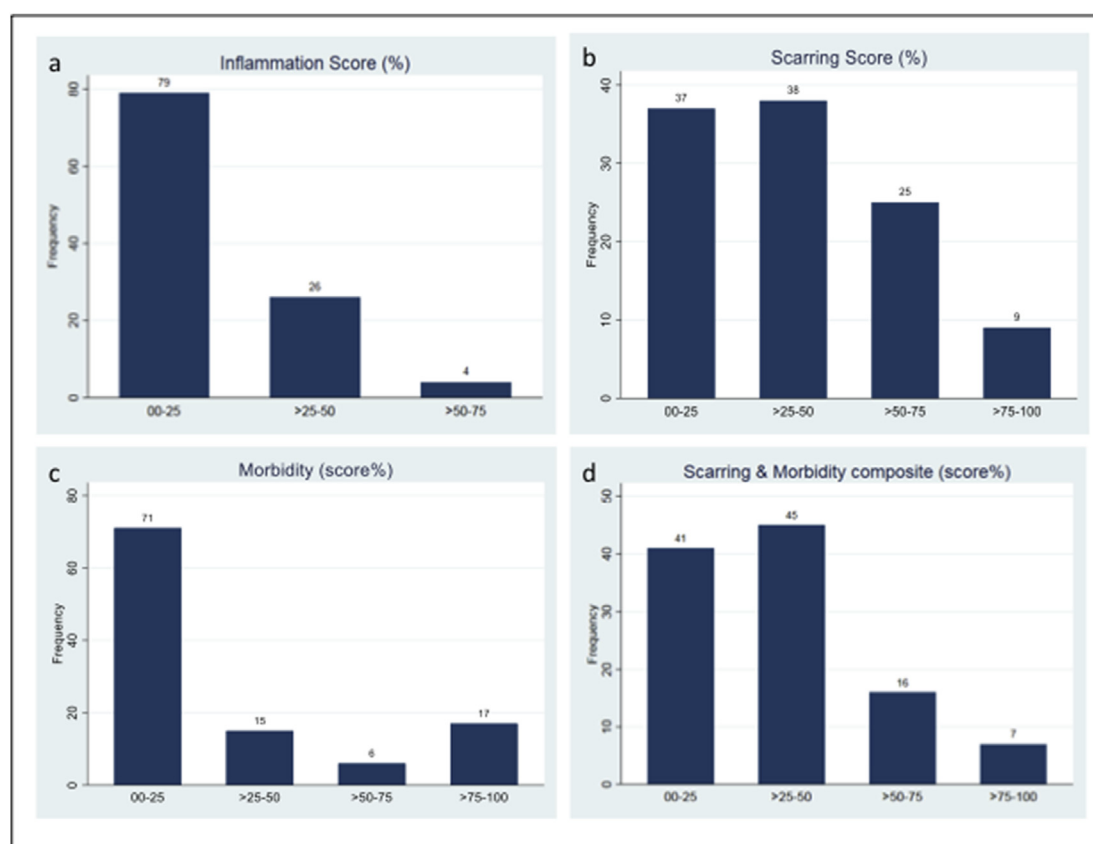 a
Inflammation Score (%)
79
26
4
80
60
40
20
0
Frequency
00-25 >25-50 >50-75
b
Scarring Score (%)
37
38
25
9
40
30
20
10
0
Frequency
00-25 >25-50 >50-75 >75-100
c
Morbidity (score%)
71
15
6
17
80
60
40
20
0
Frequency
00-25 >25-50 >50-75 >75-100
d
Scarring & Morbidity composite (score%)
41
45
16
7
50
40
30
20
10
0
Frequency
00-25 >25-50 >50-75 >75-100